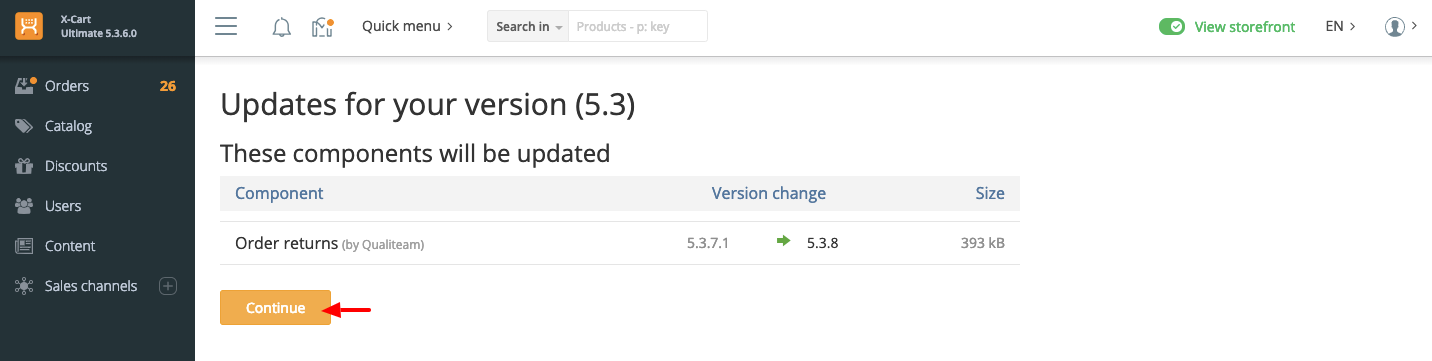 X-Cart
Ultimate 5.3.6.0
Quick menu
Search in
Products - p: key
View storefront
EN
Orders 26
Catalog
Discounts
Users
Content
Sales channels
Updates for your version (5.3)
These components will be updated
Component Version change Size
Order returns (by Qualiteam) 5.3.7.1 5.3.8 393 kB
Continue